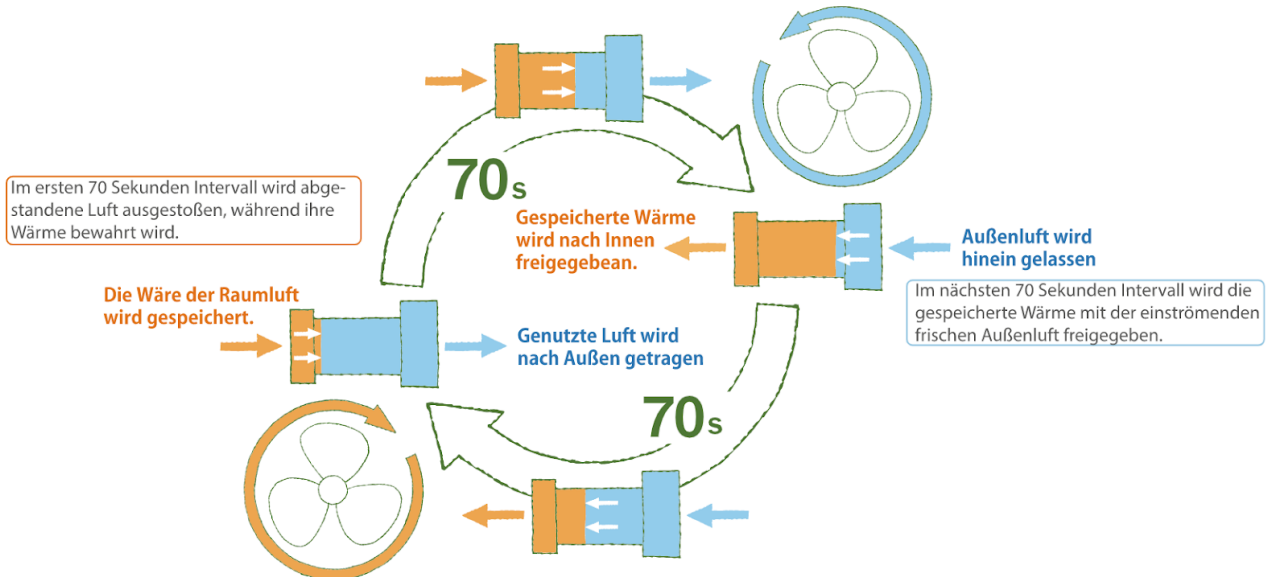 70s
Im ersten 70 Sekunden Intervall wird abge-
standene Luft ausgestoßen, während ihre
Wärme bewahrt wird.
Gespeicherte Wärme
wird nach Innen
freigegebean.
Außenluft wird
hinein gelassen
Im nächsten 70 Sekunden Intervall wird die
gespeicherte Wärme mit der einströmenden
frischen Außenluft freigegeben.
Die Wäre der Raumluft
wird gespeichert.
Genutzte Luft wird
nach Außen getragen
70s